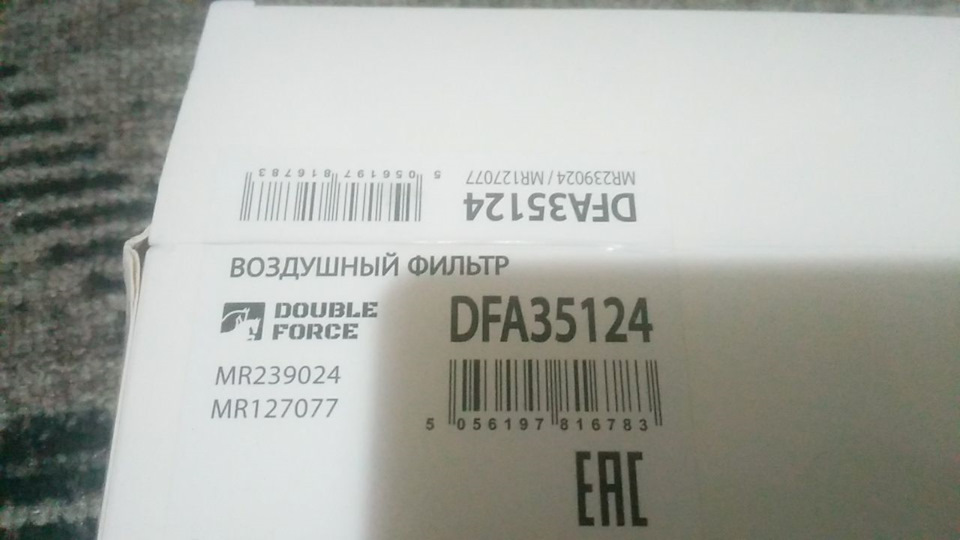 5 056197 816783
MR239024 / MR127077
DFA35124
ВОЗДУШНЫЙ ФИЛЬТР
DOUBLE
FORCE
DFA35124
MR239024
MR127077
5 056197 816783
EAC